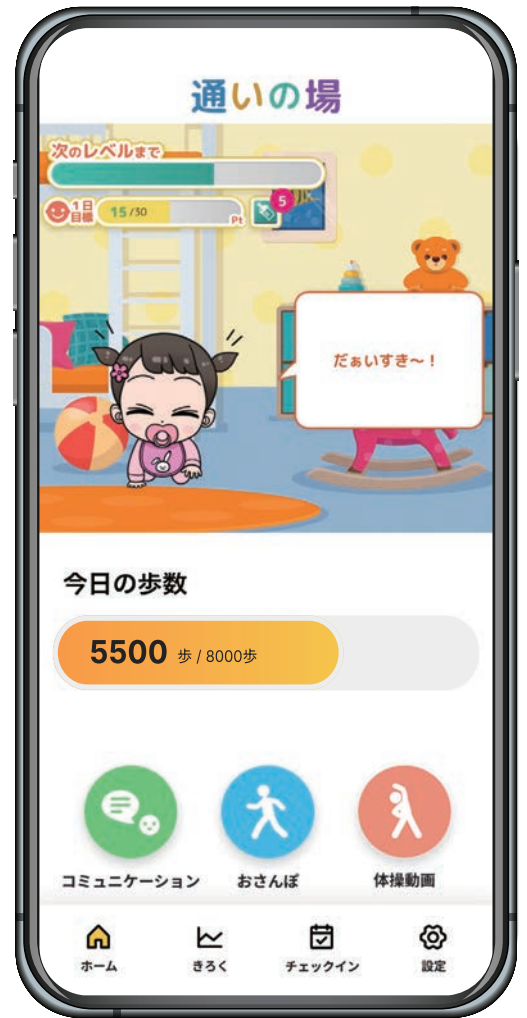 通いの場
次のレベルまで
1日
目標
15/30
Pt
5
だぁいすき〜！
今日の歩数
5500 歩 / 8000歩
コミュニケーション
おさんぽ
体操動画
ホーム
きろく
チェックイン
設定